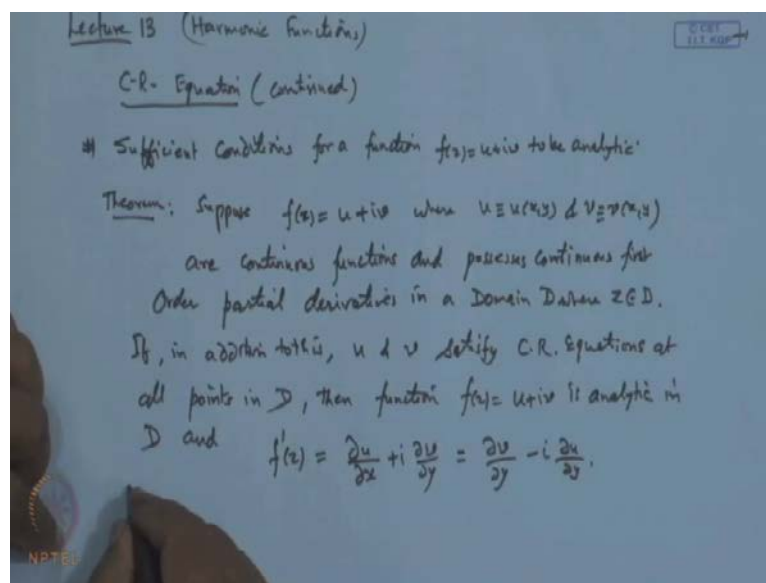 Lecture 13 (Harmonic Functions)
C-R- Equation (continued)
# Sufficient Conditions for a function f(z)=u+iv to be analytic.
Theorem: Suppose f(z) = u+iv where u≡u(x,y) & v≡v(x,y)
are continuous functions and possesses continuous first
Order partial derivatives in a Domain D where z∈D.
If, in addition to this, u & v satisfy C.R. Equations at
all points in D, then function f(z)= u+iv is analytic in
D and f'(z) = ∂u/∂x + i ∂v/∂y = ∂v/∂y - i ∂u/∂y.
NPTEL